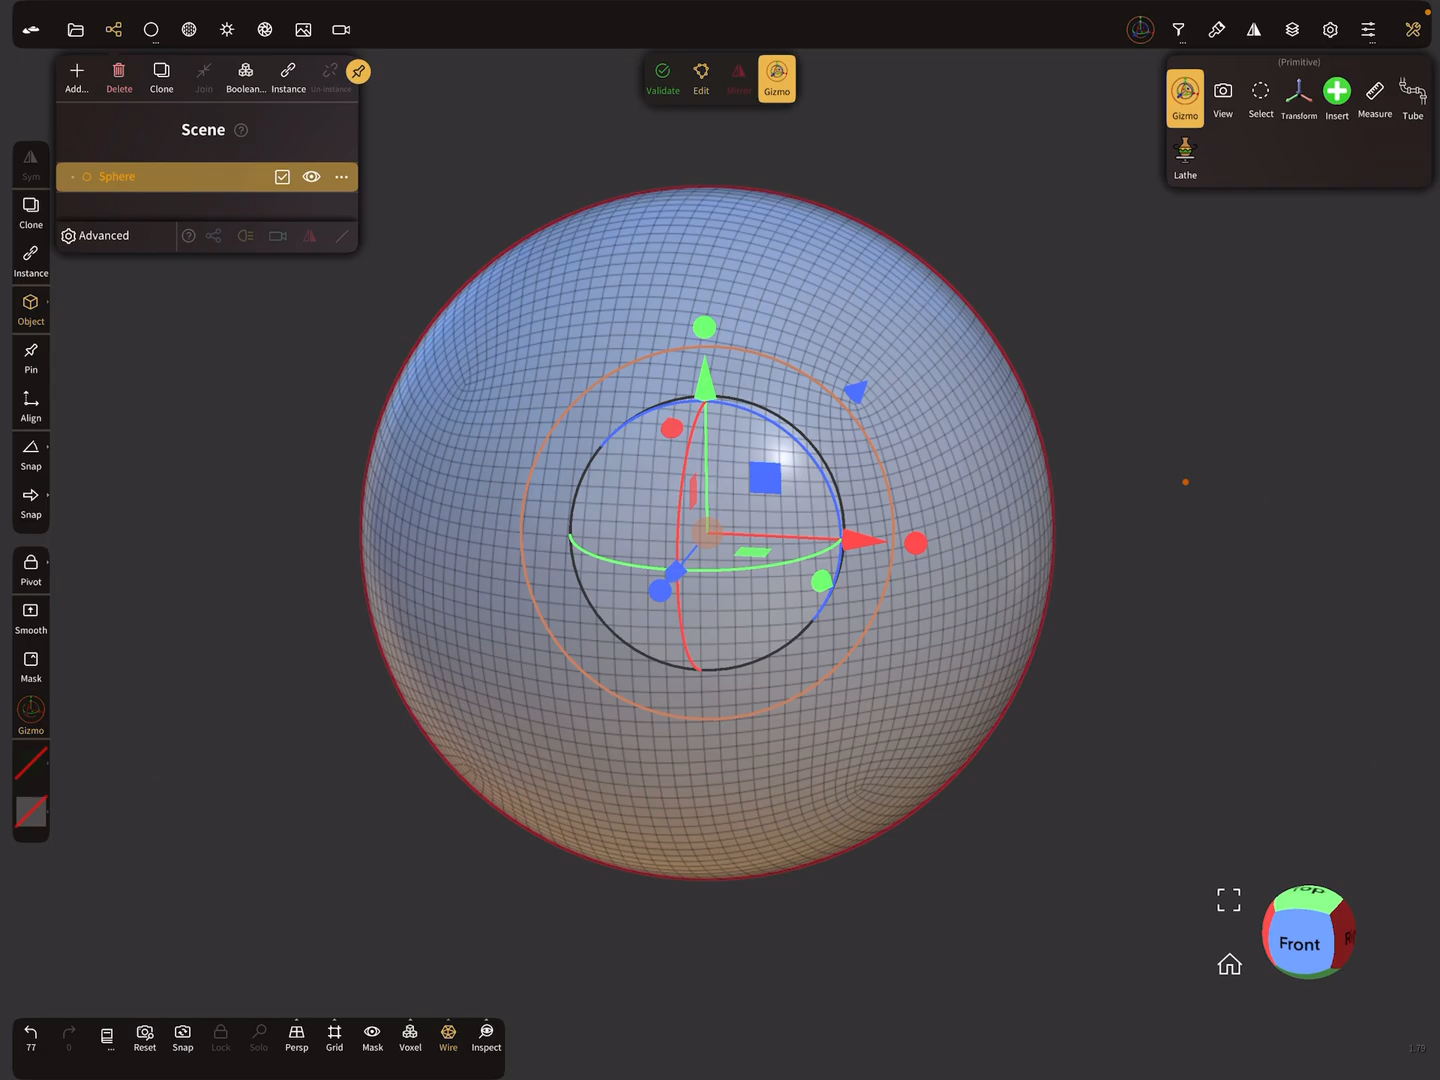 Add...
Delete
Clone
Join
Boolean...
Instance
Un-instance
Scene
Sphere
Advanced
Validate
Edit
Mirror
Gizmo
(Primitive)
Gizmo
View
Select
Transform
Insert
Measure
Tube
Lathe
Sym
Clone
Instance
Object
Pin
Align
Snap
Snap
Pivot
Smooth
Mask
Gizmo
Top
Front
77
0
...
Reset
Snap
Lock
Solo
Persp
Grid
Mask
Voxel
Wire
Inspect
1.79